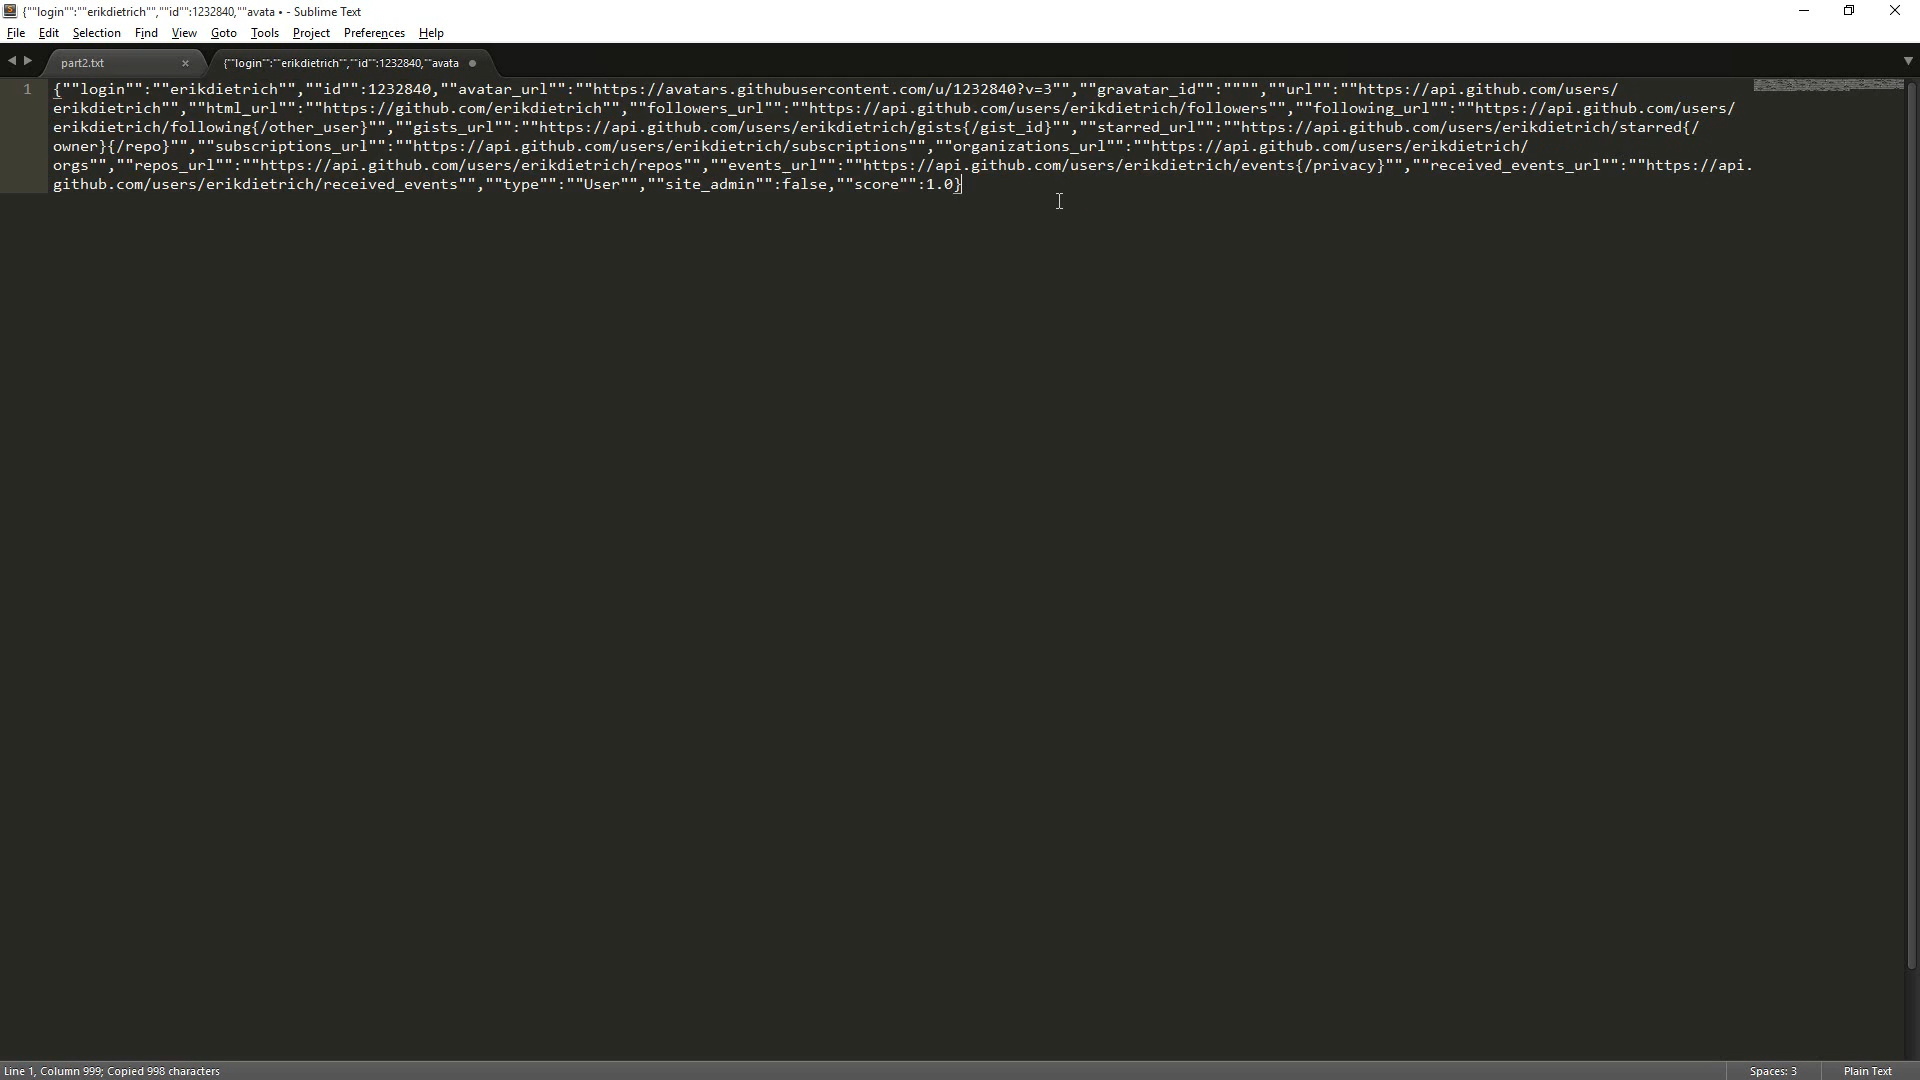 {""login"":""erikdietrich"",""id"":1232840,""avata • - Sublime Text
File Edit Selection Find View Goto Tools Project Preferences Help
part2.txt × {""login"":""erikdietrich"",""id"":1232840,""avata
1 {""login"":""erikdietrich"",""id"":1232840,""avatar_url"":""https://avatars.githubusercontent.com/u/1232840?v=3"",""gravatar_id"":"""",""url"":""https://api.github.com/users/
erikdietrich"",""html_url"":""https://github.com/erikdietrich"",""followers_url"":""https://api.github.com/users/erikdietrich/followers"",""following_url"":""https://api.github.com/users/
erikdietrich/following{/other_user}"",""gists_url"":""https://api.github.com/users/erikdietrich/gists{/gist_id}"",""starred_url"":""https://api.github.com/users/erikdietrich/starred{/
owner}{/repo}"",""subscriptions_url"":""https://api.github.com/users/erikdietrich/subscriptions"",""organizations_url"":""https://api.github.com/users/erikdietrich/
orgs"",""repos_url"":""https://api.github.com/users/erikdietrich/repos"",""events_url"":""https://api.github.com/users/erikdietrich/events{/privacy}"",""received_events_url"":""https://api.
github.com/users/erikdietrich/received_events"",""type"":""User"",""site_admin"":false,""score"":1.0}
Line 1, Column 999; Copied 998 characters Spaces: 3 Plain Text